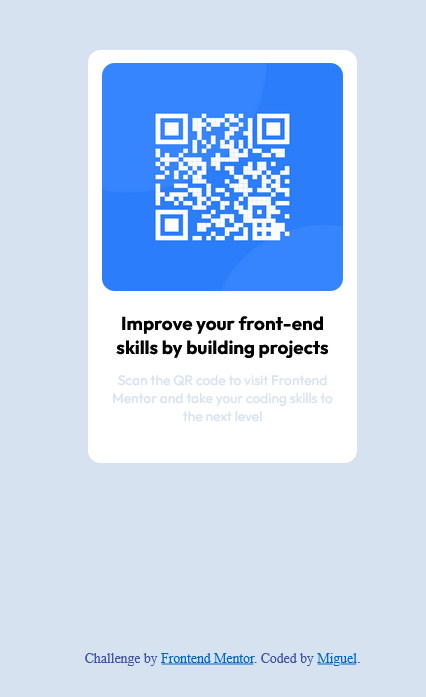 Improve your front-end
skills by building projects
Scan the QR code to visit Frontend
Mentor and take your coding skills to
the next level
Challenge by Frontend Mentor. Coded by Miguel.